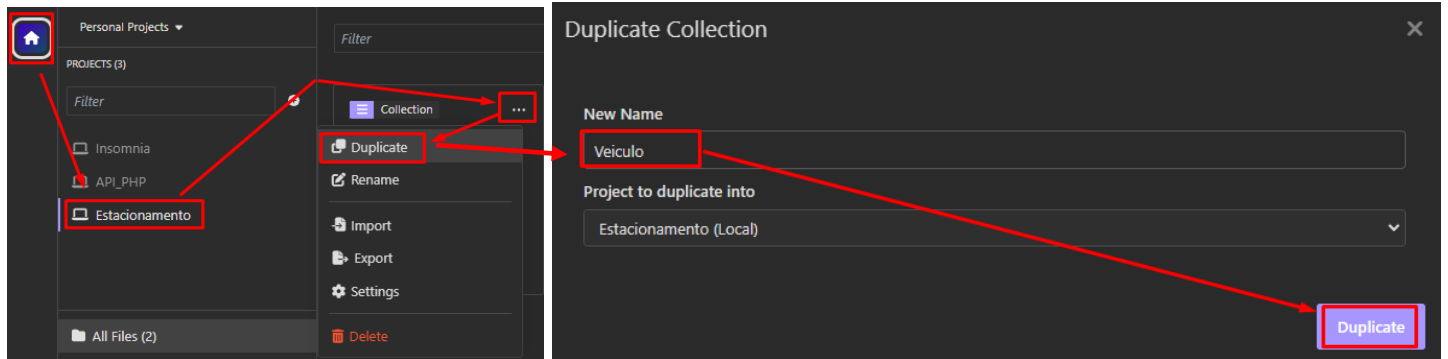 Personal Projects
PROJECTS (3)
Filter
Insomnia
API_PHP
Estacionamento
All Files (2)
Filter
Collection
...
Duplicate
Rename
Import
Export
Settings
Delete
Duplicate Collection
New Name
Veiculo
Project to duplicate into
Estacionamento (Local)
Duplicate